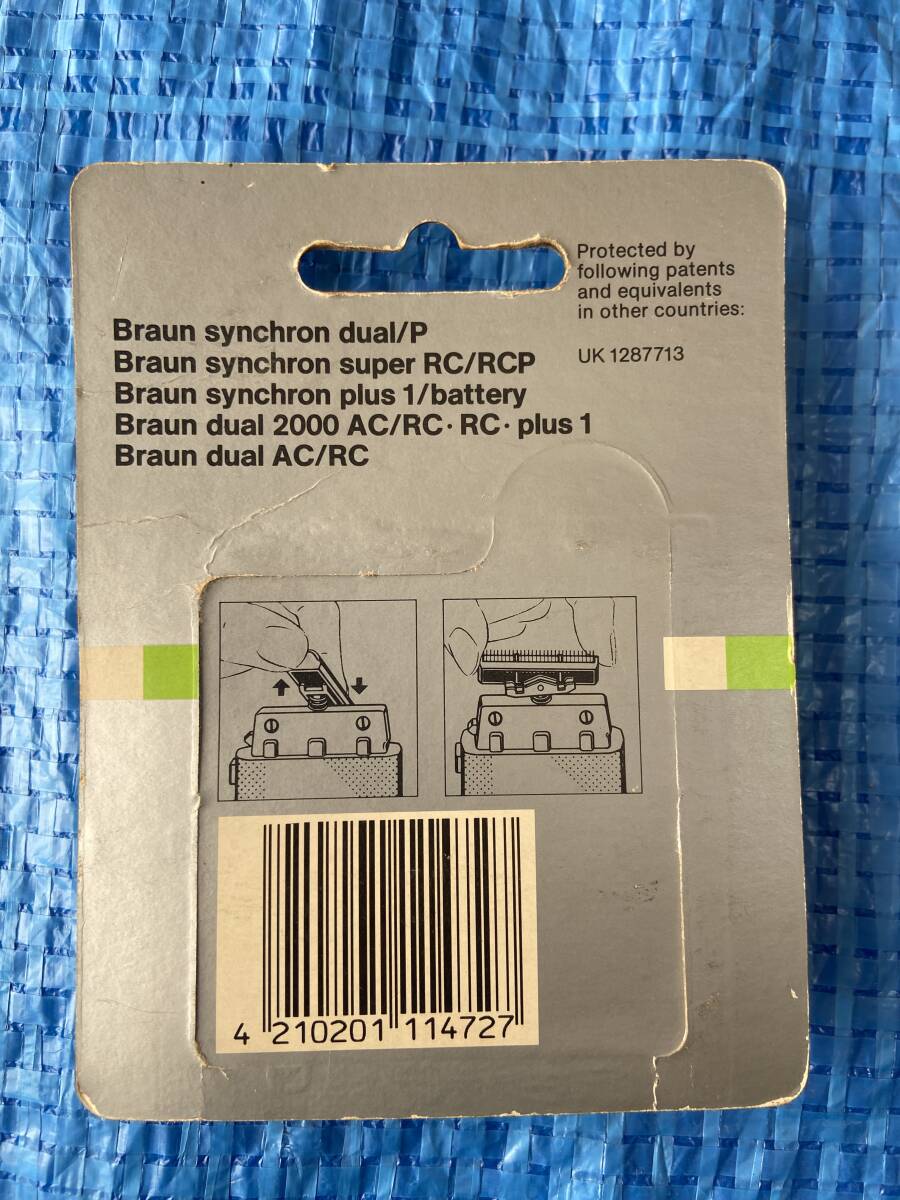 Protected by
following patents
and equivalents
in other countries:
UK 1287713
Braun synchron dual/P
Braun synchron super RC/RCP
Braun synchron plus 1/battery
Braun dual 2000 AC/RC · RC · plus 1
Braun dual AC/RC
4 210201 114727